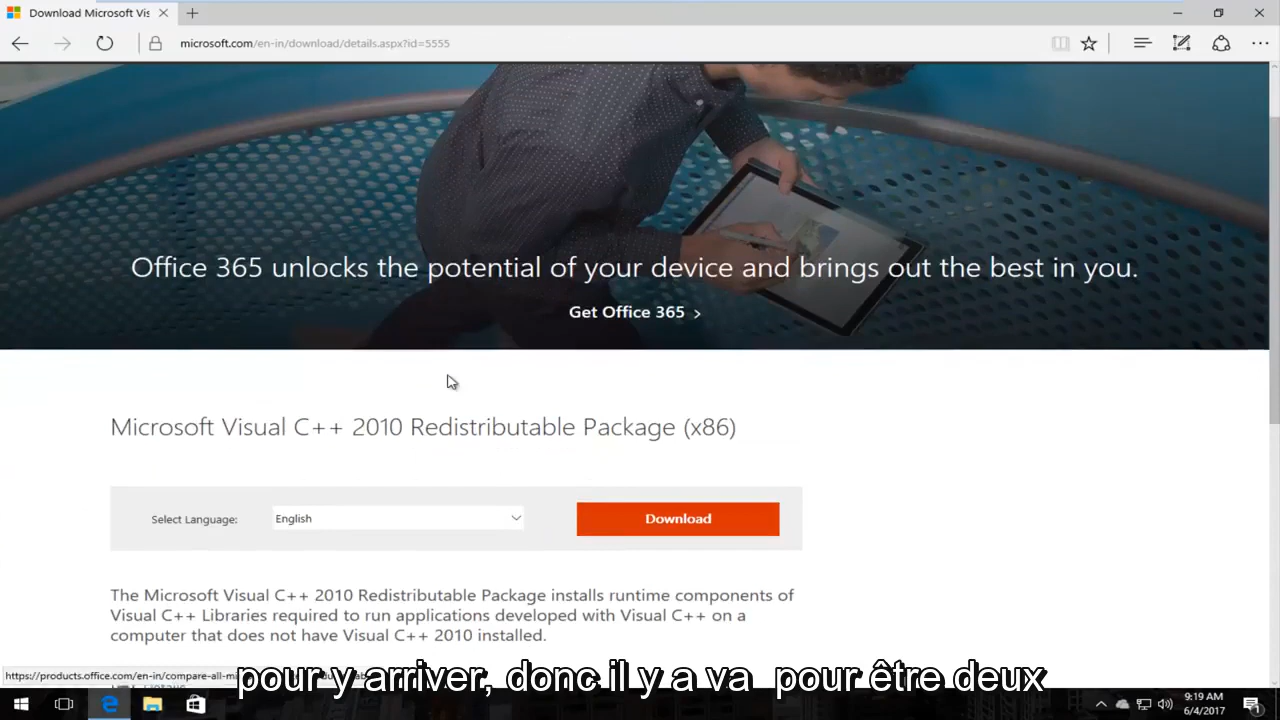 Download Microsoft Vis
microsoft.com/en-in/download/details.aspx?id=5555
Office 365 unlocks the potential of your device and brings out the best in you.
Get Office 365 >
Microsoft Visual C++ 2010 Redistributable Package (x86)
Select Language:
English
Download
The Microsoft Visual C++ 2010 Redistributable Package installs runtime components of
Visual C++ Libraries required to run applications developed with Visual C++ on a
computer that does not have Visual C++ 2010 installed.
https://products.office.com/en-in/compare-all-mi
pour y arriver, donc il y a va pour être deux
9:19 AM
6/4/2017